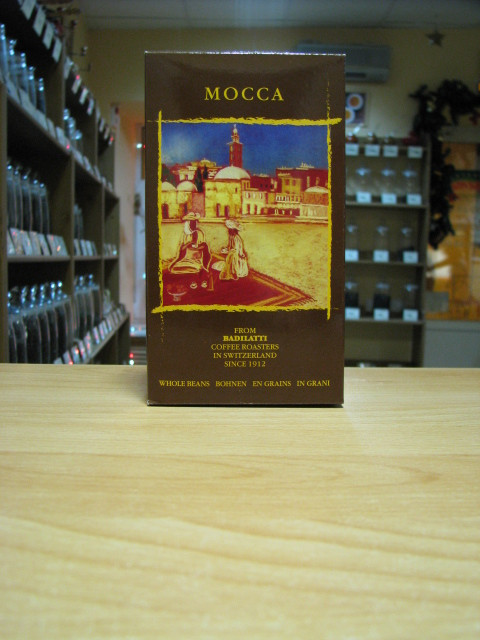 MOCCA
FROM
BADILATTI
COFFEE ROASTERS
IN SWITZERLAND
SINCE 1912
WHOLE BEANS BOHNEN EN GRAINS IN GRANI